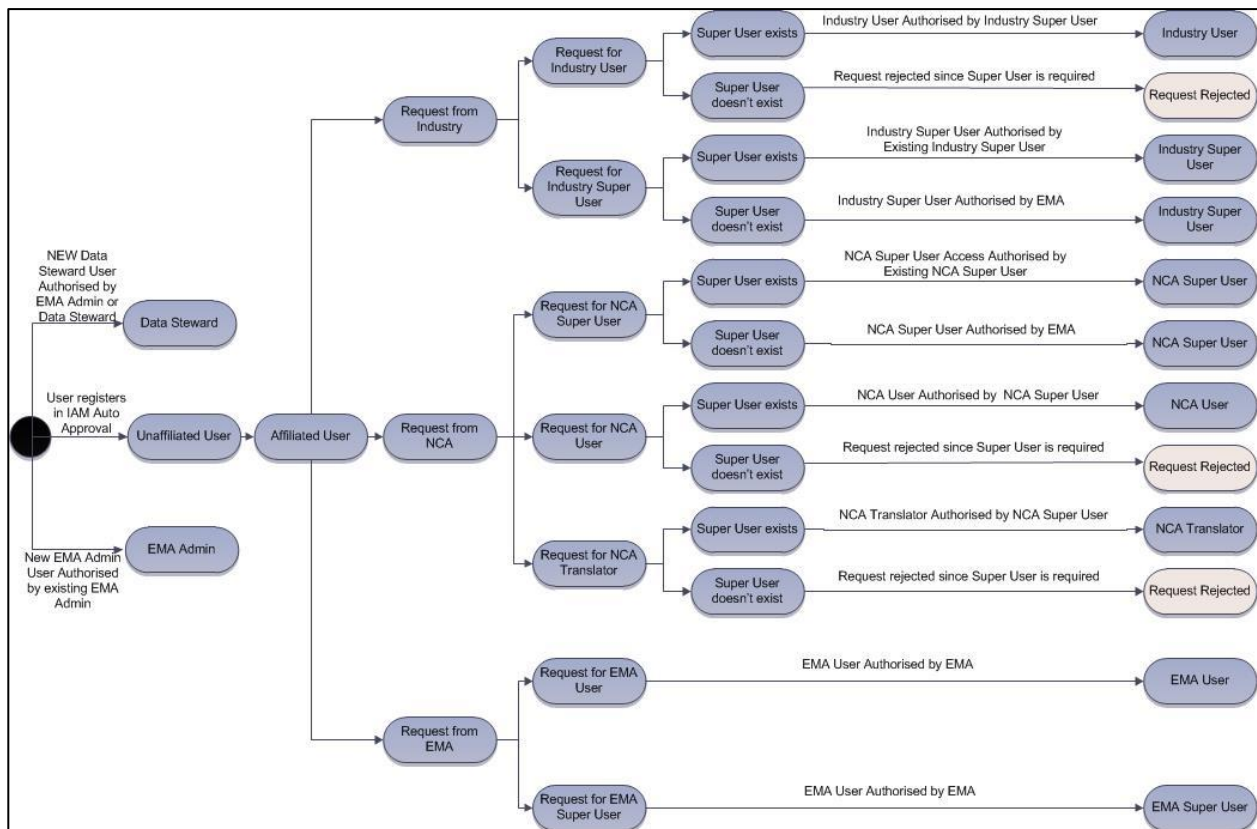 Industry User Authorised by Industry Super User
Super User exists
Industry User
Request for
Industry User
Request rejected since Super User is required
Super User
doesn't exist
Request Rejected
Request from
Industry
Industry Super User Authorised by
Existing Industry Super User
Super User exists
Industry Super
User
Request for
Industry Super
User
Industry Super User Authorised by EMA
Super User
doesn't exist
Industry Super
User
NEW Data
Steward User
Authorised by
EMA Admin or
Data Steward
Data Steward
NCA Super User Access Authorised by
Existing NCA Super User
Super User exists
NCA Super User
Request for NCA
Super User
NCA Super User Authorised by EMA
Super User
doesn't exist
NCA Super User
User registers
in IAM Auto
Approval
Unaffiliated User
Affiliated User
Request from
NCA
NCA User Authorised by NCA Super User
Super User exists
NCA User
Request for NCA
User
Request rejected since Super User is required
Super User
doesn't exist
Request Rejected
NCA Translator Authorised by NCA Super User
Super User exists
NCA Translator
Request for NCA
Translator
Request rejected since Super User is required
Super User
doesn't exist
Request Rejected
EMA Admin
New EMA Admin
User Authorised
by existing EMA
Admin
EMA User Authorised by EMA
Request for EMA
User
EMA User
Request from
EMA
EMA User Authorised by EMA
Request for EMA
Super User
EMA Super User